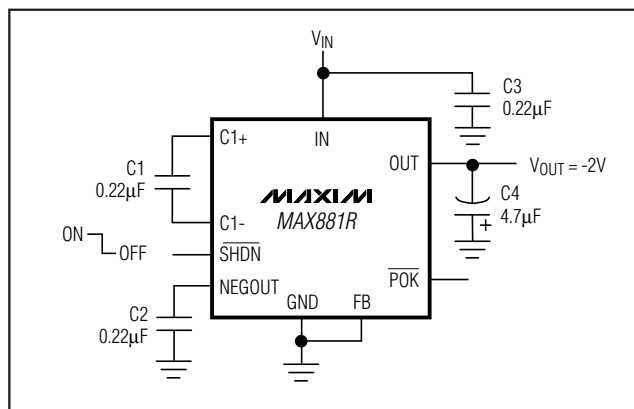 VIN
C3
0.22µF
C1+
IN
C1
0.22µF
OUT
VOUT = -2V
C4
4.7µF
+
MAXIM
MAX881R
C1-
ON
OFF
SHDN
POK
NEGOUT
GND
FB
C2
0.22µF